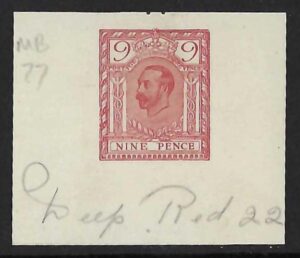 MB
77
9 9
NINE PENCE
Deep Red 22